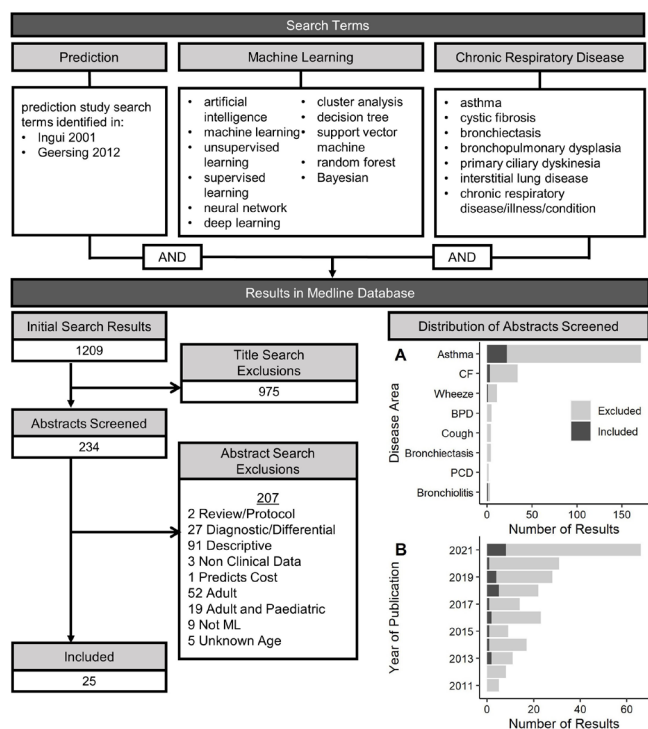 Search Terms
Prediction
prediction study search
terms identified in:
• Ingui 2001
• Geersing 2012
Machine Learning
• artificial
intelligence
• machine learning
• unsupervised
learning
• supervised
learning
• neural network
• deep learning
• cluster analysis
• decision tree
• support vector
machine
• random forest
• Bayesian
Chronic Respiratory Disease
• asthma
• cystic fibrosis
• bronchiectasis
• bronchopulmonary dysplasia
• primary ciliary dyskinesia
• interstitial lung disease
• chronic respiratory
disease/illness/condition
AND
AND
Results in Medline Database
Initial Search Results
1209
Title Search
Exclusions
975
Abstracts Screened
234
Abstract Search
Exclusions
207
2 Review/Protocol
27 Diagnostic/Differential
91 Descriptive
3 Non Clinical Data
1 Predicts Cost
52 Adult
19 Adult and Paediatric
9 Not ML
5 Unknown Age
Included
25
Distribution of Abstracts Screened
A
Disease Area
Asthma
CF
Wheeze
BPD
Cough
Bronchiectasis
PCD
Bronchiolitis
Excluded
Included
0 50 100 150
Number of Results
B
Year of Publication
2021
2019
2017
2015
2013
2011
0 20 40 60
Number of Results